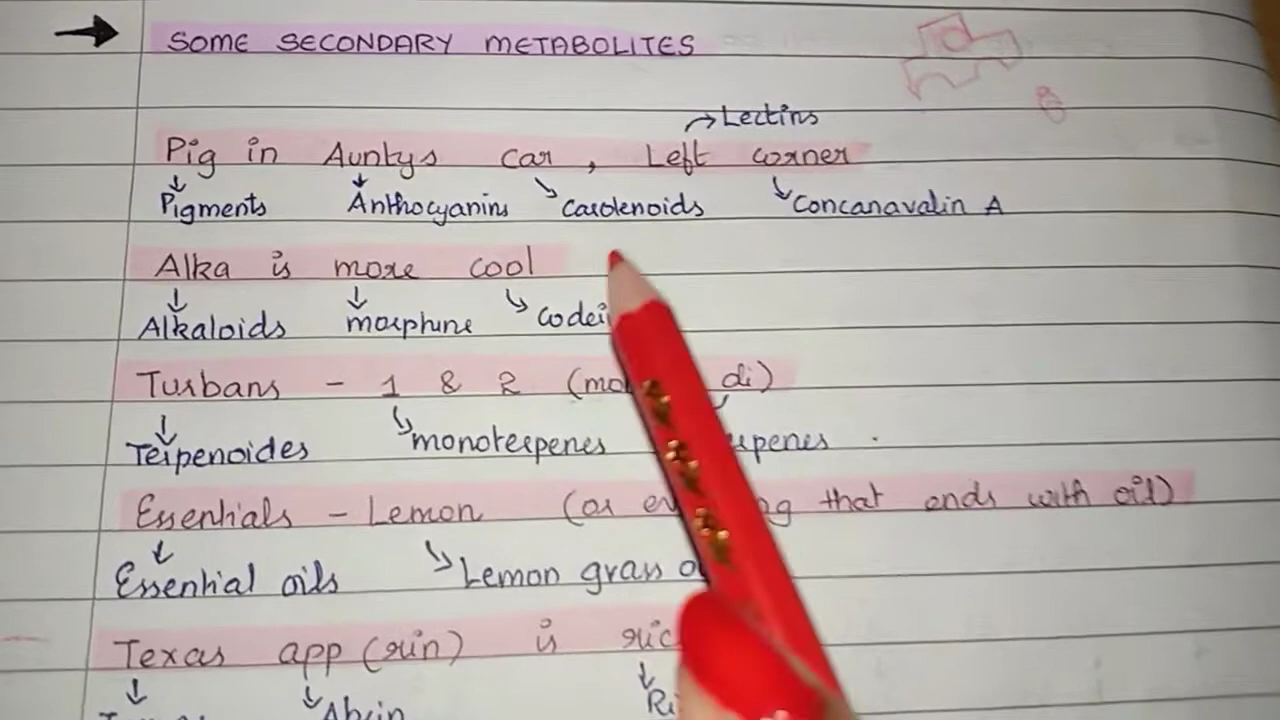 → SOME SECONDARY METABOLITES
→ Lectins
Pig in Auntys car, Left corner
Pigments Anthocyanins Carotenoids Concanavalin A
Alka is more cool
Alkaloids morphine
Turbans - 1 & 2 ( di)
Terpenoides monoterpenes
Essentials - Lemon (or that ends with oil)
Essential oils Lemon grass
Texas app (rin) is
Abrin